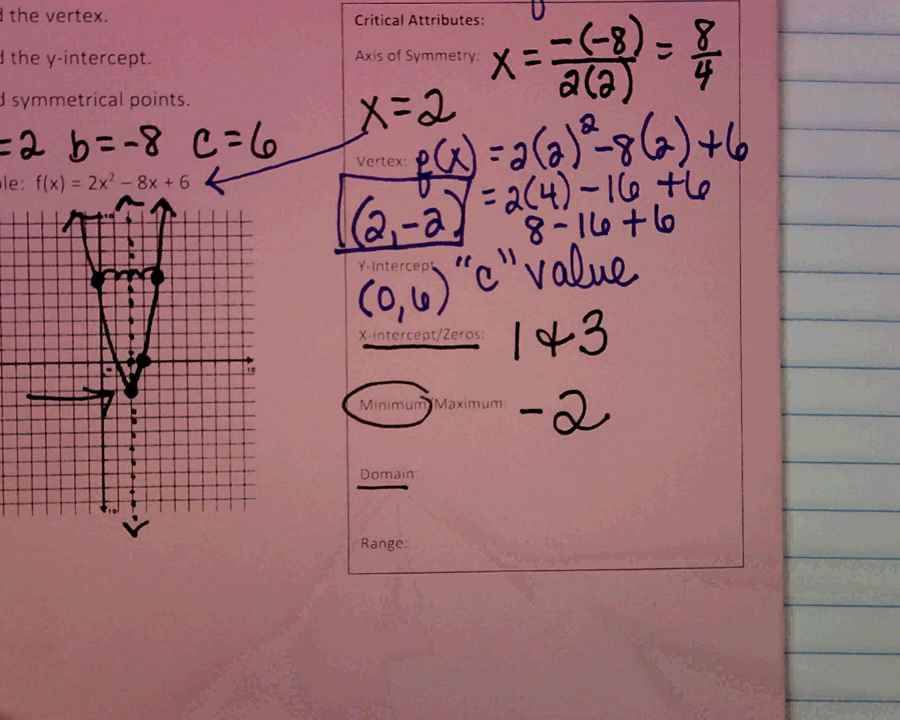 the vertex.
the y-intercept.
symmetrical points.
=2 b=-8 c=6
f(x) = 2x² – 8x + 6
Critical Attributes:
Axis of Symmetry: x = -(-8)/2(2) = 8/4
x = 2
Vertex: f(x) = 2(2)² - 8(2) + 6
(2,-2) = 2(4) - 16 + 6
8 - 16 + 6
Y-Intercept "c" value
(0,6)
X-Intercept/Zeros: 1 & 3
Minimum/Maximum: -2
Domain:
Range: